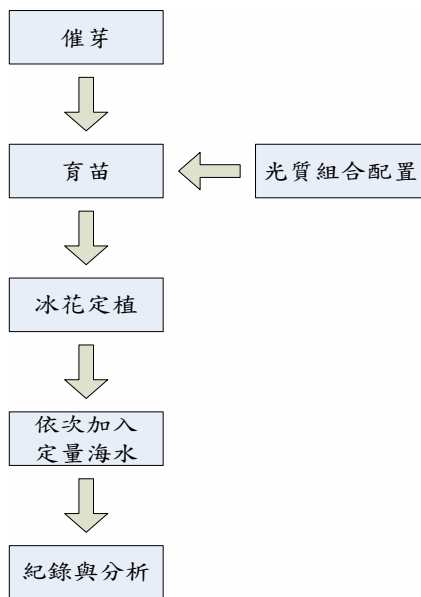 催芽
育苗
光質組合配置
冰花定植
依次加入
定量海水
紀錄與分析